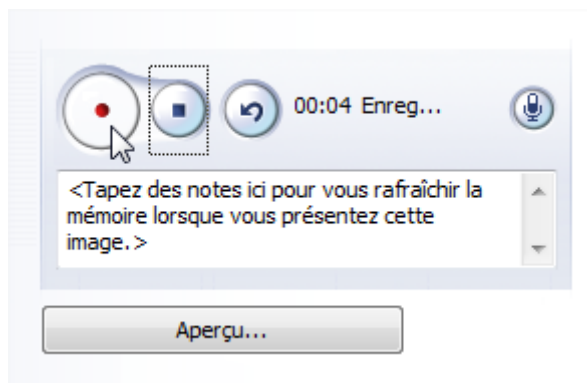 00:04 Enreg...
<Tapez des notes ici pour vous rafraîchir la
mémoire lorsque vous présentez cette
image.>
Aperçu...